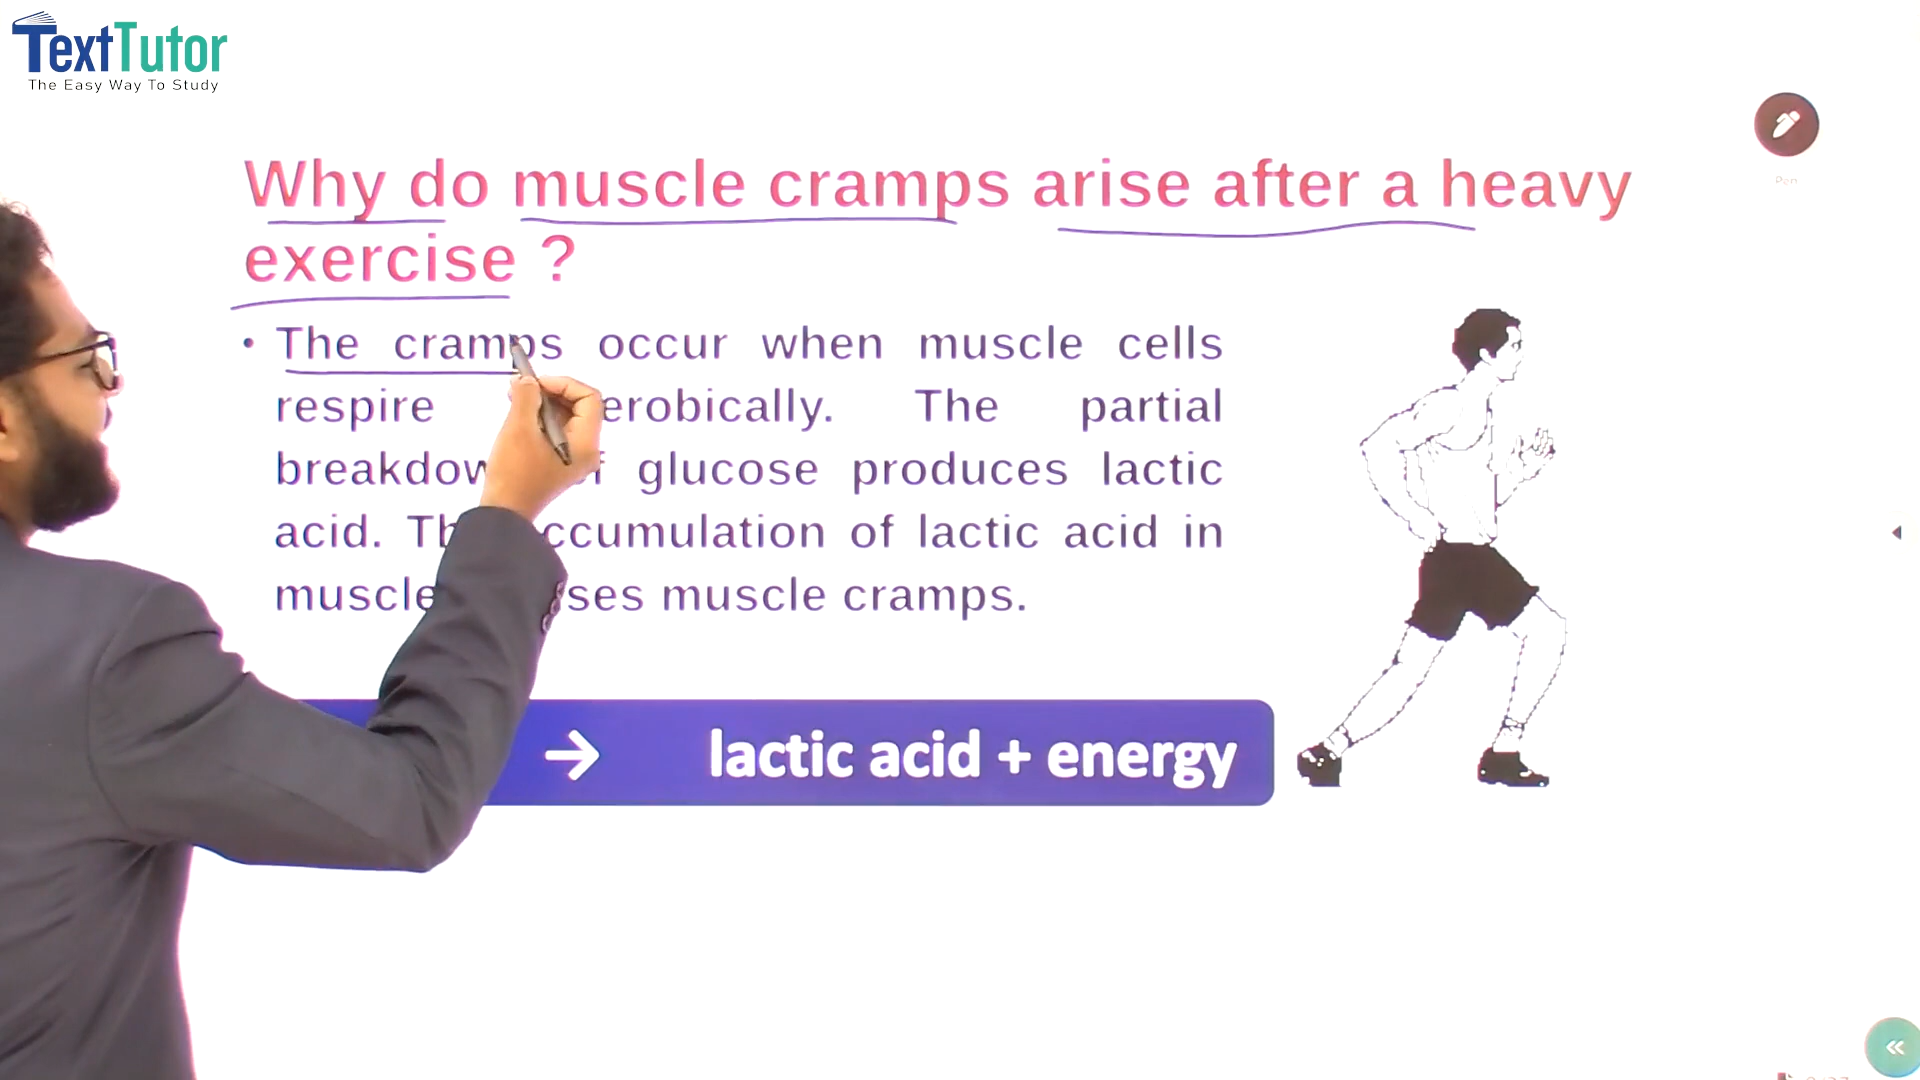 TextTutor
The Easy Way To Study
Pen
Why do muscle cramps arise after a heavy
exercise ?
• The cramps occur when muscle cells
respire erobically. The partial
breakdow glucose produces lactic
acid. Th ccumulation of lactic acid in
muscle ses muscle cramps.
→ lactic acid + energy